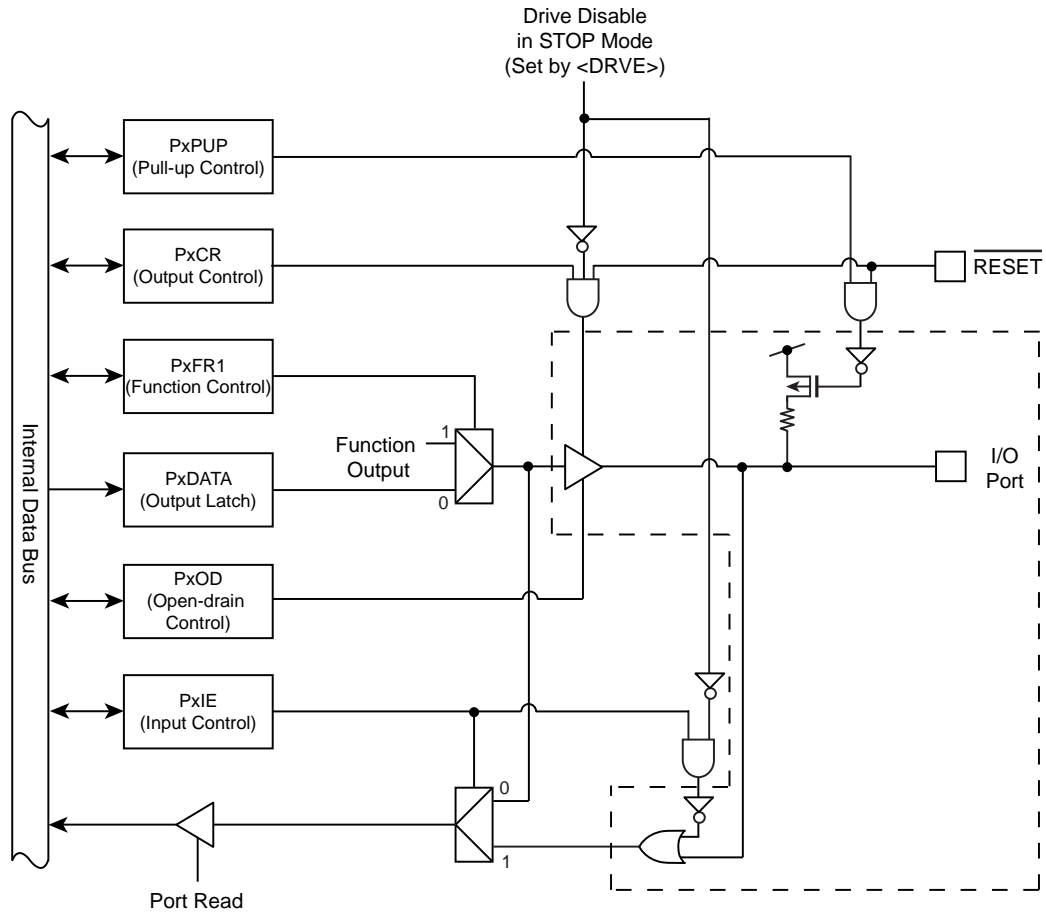 Drive Disable
in STOP Mode
(Set by <DRVE>)
PxPUP
(Pull-up Control)
PxCR
(Output Control)
RESET
PxFR1
(Function Control)
1
Function
Output
0
PxDATA
(Output Latch)
I/O
Port
Internal Data Bus
PxOD
(Open-drain
Control)
PxIE
(Input Control)
0
1
Port Read